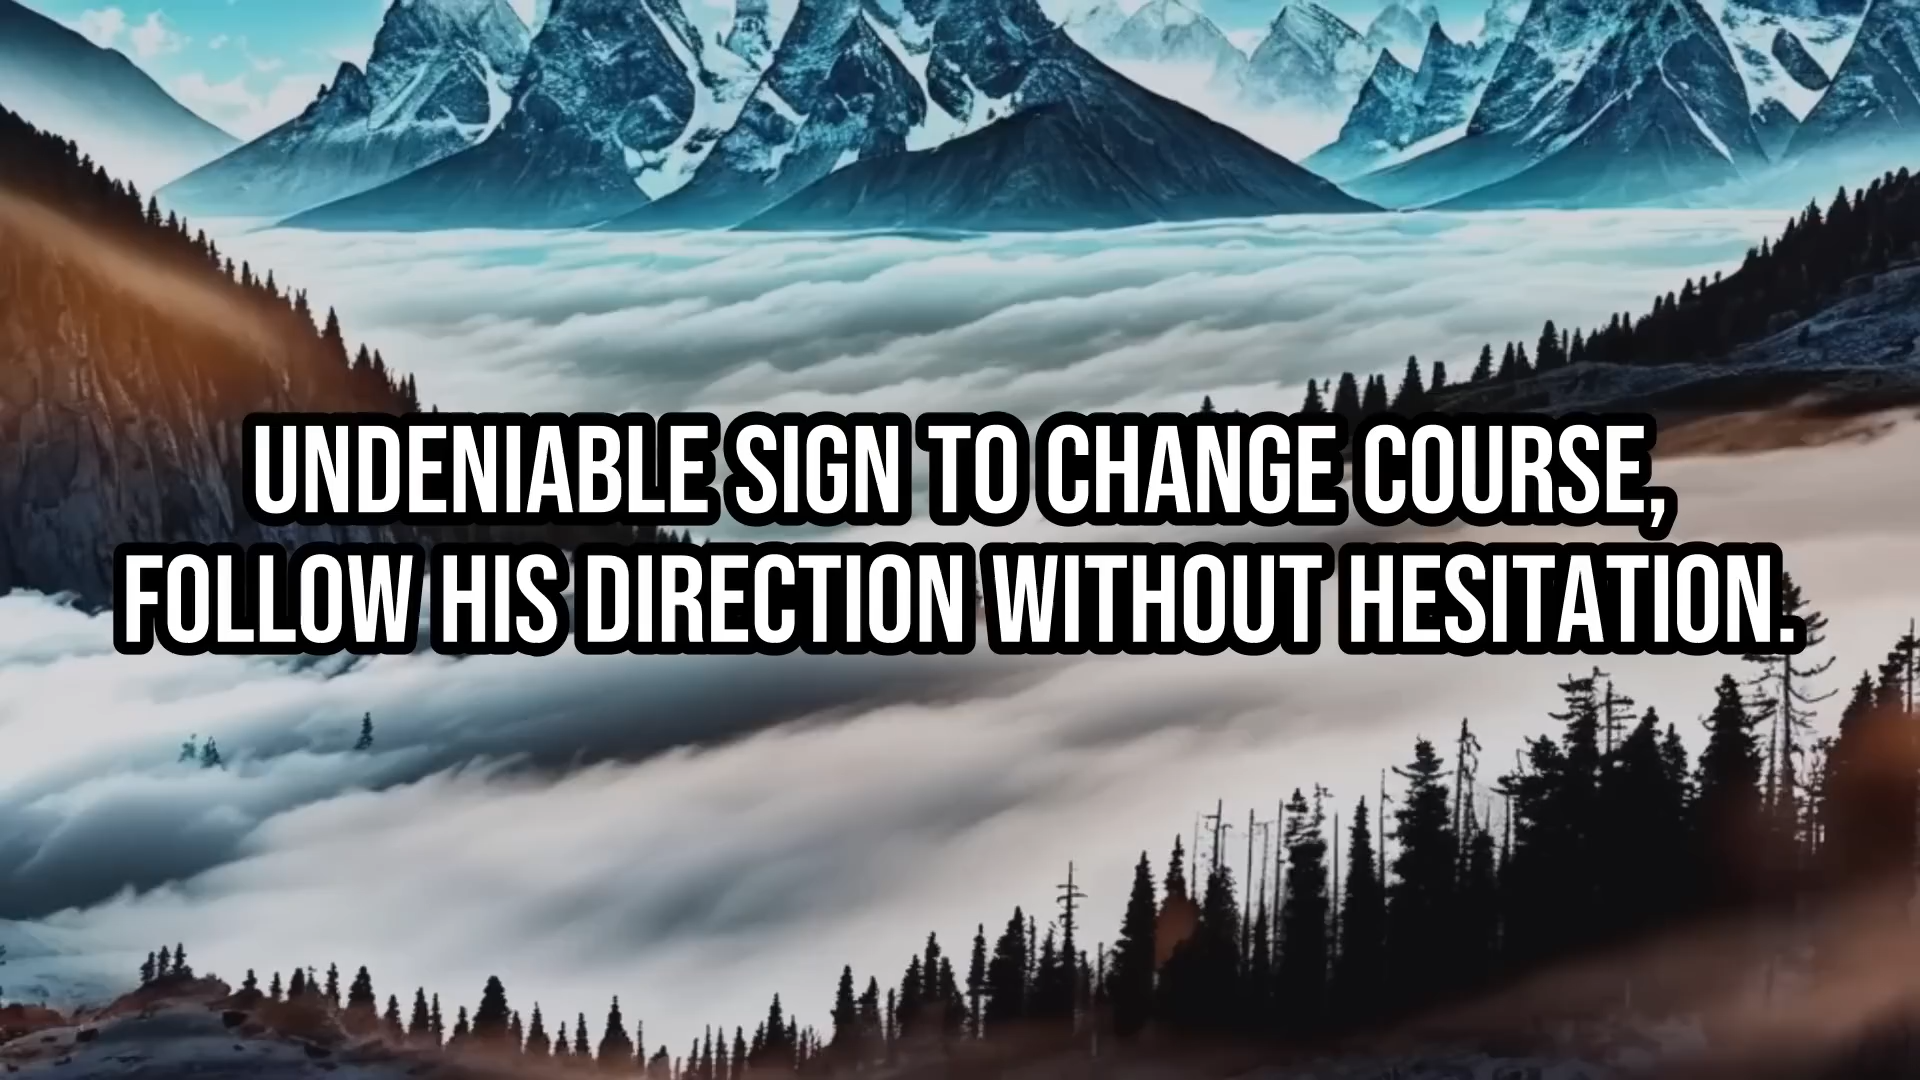 UNDENIABLE SIGN TO CHANGE COURSE,
FOLLOW HIS DIRECTION WITHOUT HESITATION.